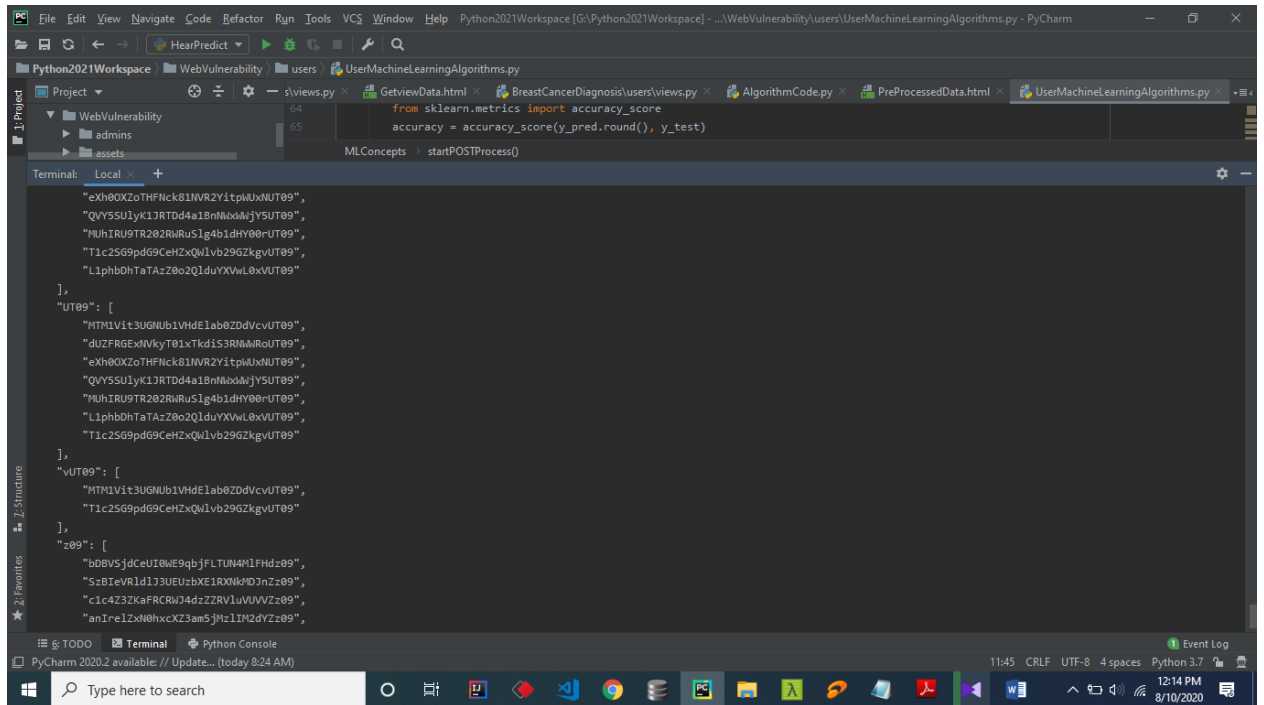 File Edit View Navigate Code Refactor Run Tools VCS Window Help Python2021Workspace [G:\Python2021Workspace] - ...\WebVulnerability\users\UserMachineLearningAlgorithms.py - PyCharm
HearPredict
Python2021Workspace WebVulnerability users UserMachineLearningAlgorithms.py
1: Project Project s\views.py GetviewData.html BreastCancerDiagnosis\users\views.py AlgorithmCode.py PreProcessedData.html UserMachineLearningAlgorithms.py
WebVulnerability 64 from sklearn.metrics import accuracy_score
admins 65 accuracy = accuracy_score(y_pred.round(), y_test)
assets MLConcepts startPOSTProcess()
Terminal: Local +
"eXh0OXZoTHFNck81NVR2YitpWUxNUT09",
"QVY5SUlyK1JRTDd4a1BnNWxWWjY5UT09",
"MUhIRU9TR202RWRuSlg4b1dHY00rUT09",
"T1c2SG9pdG9CeHZxQWlvb29GZkgvUT09",
"L1phbDhTaTAzZ0o2QlduYXVwL0xVUT09"
],
"UT09": [
"MTM1Vit3UGNUb1VHdElab0ZDdVcvUT09",
"dUZFRGExNVkyT01xTkdiS3RNWWRoUT09",
"eXh0OXZoTHFNck81NVR2YitpWUxNUT09",
"QVY5SUlyK1JRTDd4a1BnNWxWWjY5UT09",
"MUhIRU9TR202RWRuSlg4b1dHY00rUT09",
"L1phbDhTaTAzZ0o2QlduYXVwL0xVUT09",
"T1c2SG9pdG9CeHZxQWlvb29GZkgvUT09"
],
"vUT09": [
"MTM1Vit3UGNUb1VHdElab0ZDdVcvUT09",
"T1c2SG9pdG9CeHZxQWlvb29GZkgvUT09"
],
"z09": [
"bDBVSjdCeUI0WE9qbjFLTUN4MlFHdz09",
"SzBIeVRldlJ3UEUzbXE1RXNkMDJnZz09",
"c1c4Z3ZKaFRCRWJ4dzZZRVluVUVVZz09",
"anIrelZxN0hxcXZ3am5jMzlIM2dYZz09",
7: Structure
2: Favorites
6: TODO Terminal Python Console 1 Event Log
PyCharm 2020.2 available: // Update... (today 8:24 AM) 11:45 CRLF UTF-8 4 spaces Python 3.7
Type here to search 12:14 PM
8/10/2020